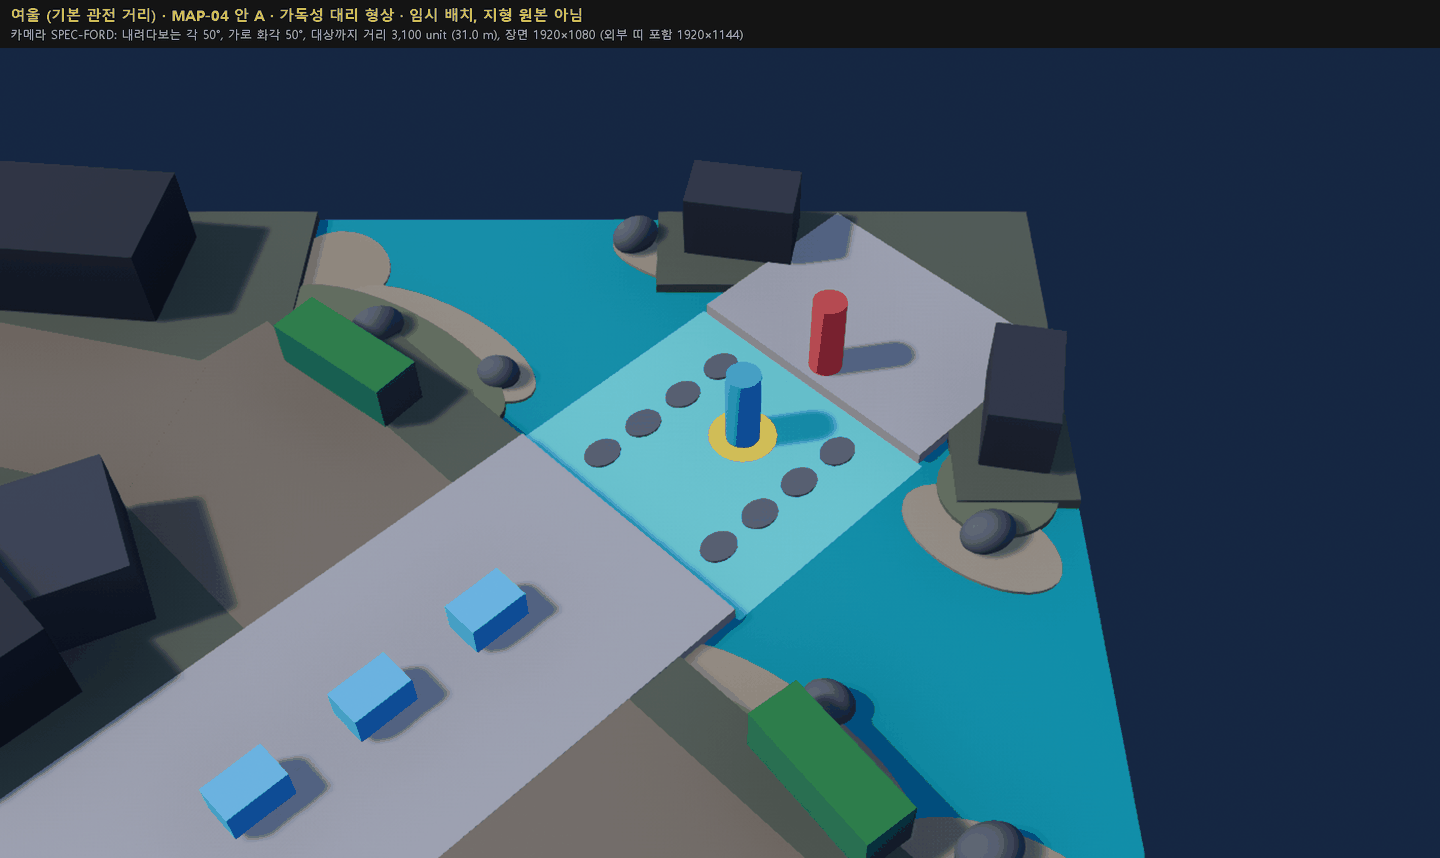 여울 (기본 관전 거리) · MAP-04 안 A · 가독성 대리 형상 · 임시 배치, 지형 원본 아님
카메라 SPEC-FORD: 내려다보는 각 50°, 가로 화각 50°, 대상까지 거리 3,100 unit (31.0 m), 장면 1920×1080 (외부 띠 포함 1920×1144)